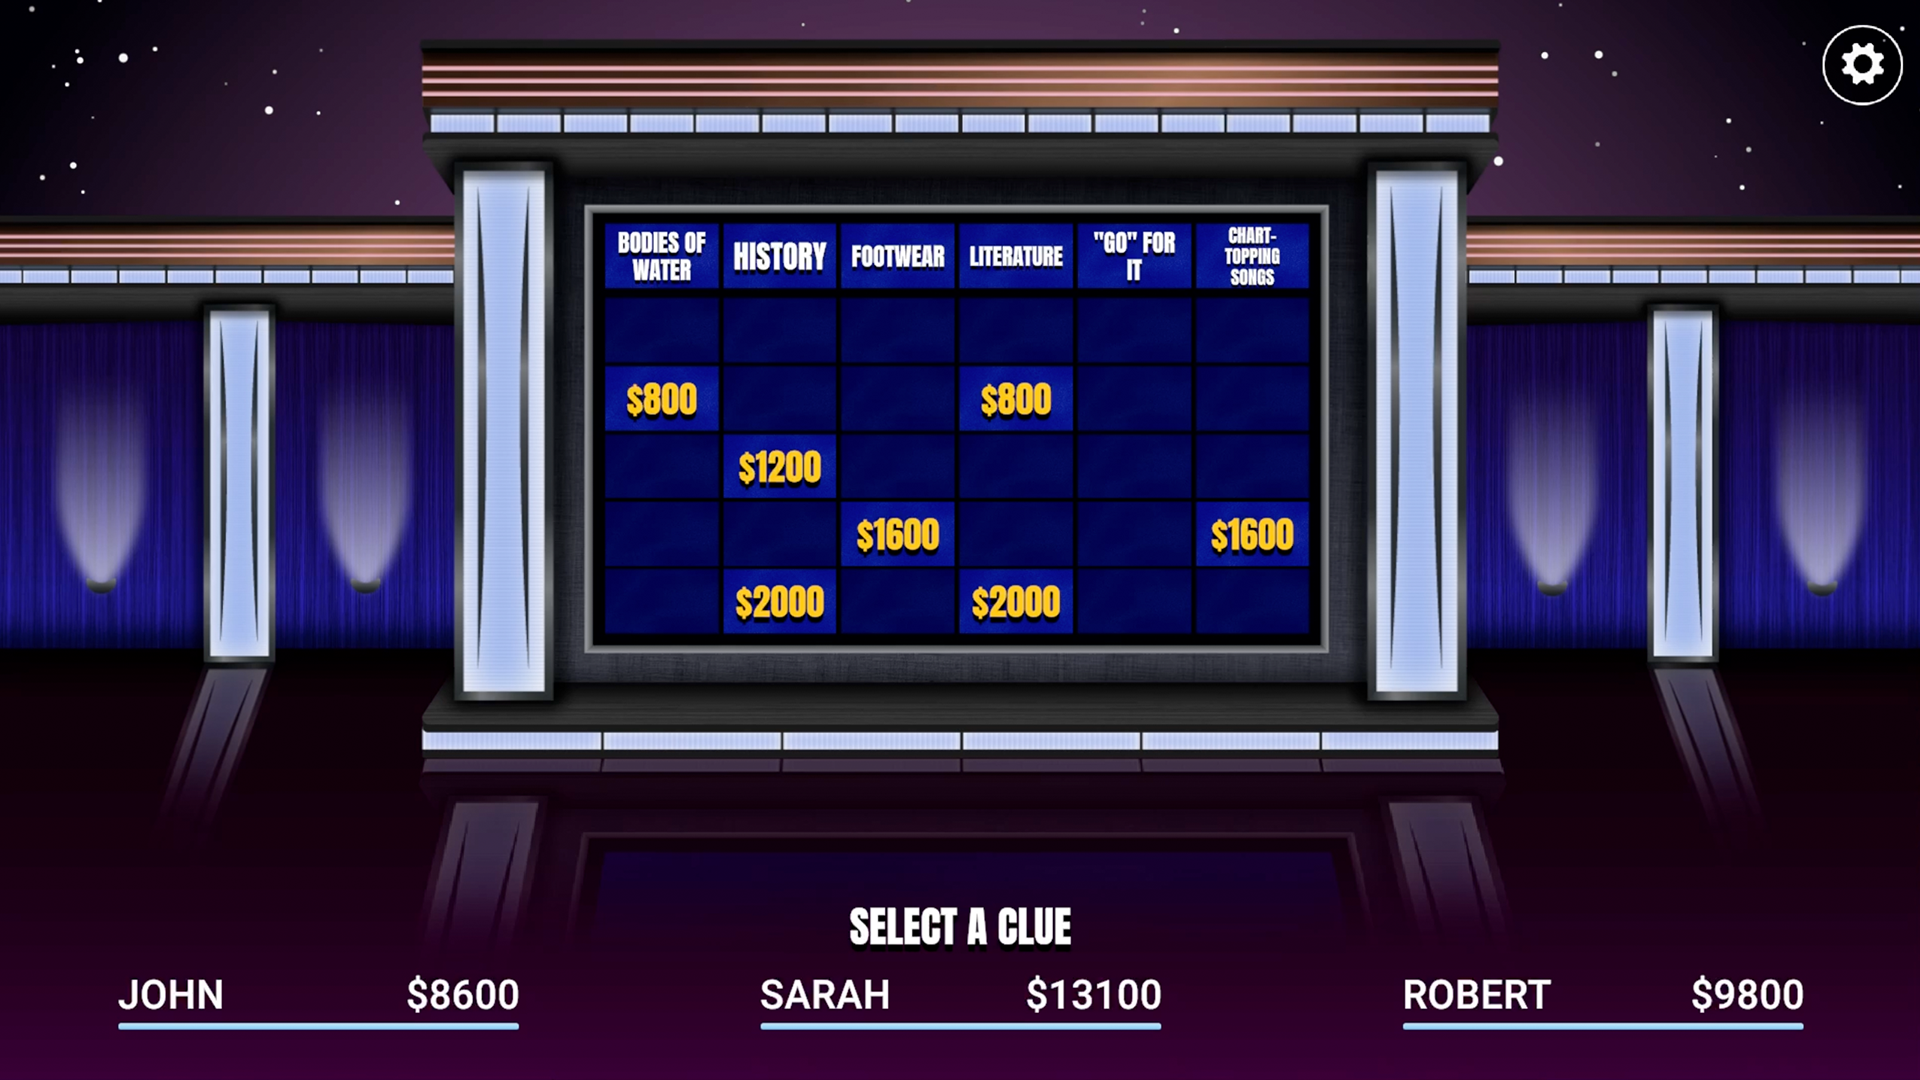 BODIES OF
WATER
HISTORY
FOOTWEAR
LITERATURE
"GO" FOR
IT
CHART-
TOPPING
SONGS
$800
$800
$1200
$1600
$1600
$2000
$2000
SELECT A CLUE
JOHN $8600
SARAH $13100
ROBERT $9800